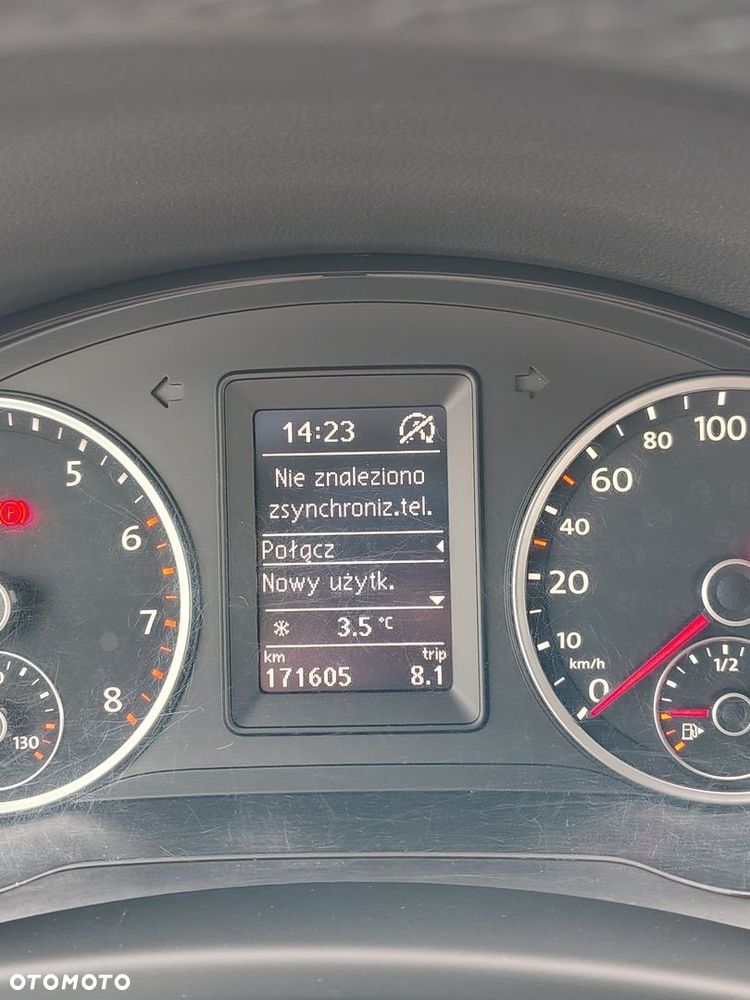 14:23
Nie znaleziono
zsynchroniz.tel.
Połącz
Nowy użytk.
3.5 °C
km trip
171605 8.1
5
6
7
8
130
P
100
80
60
40
20
10
km/h
0
1/2
OTOMOTO